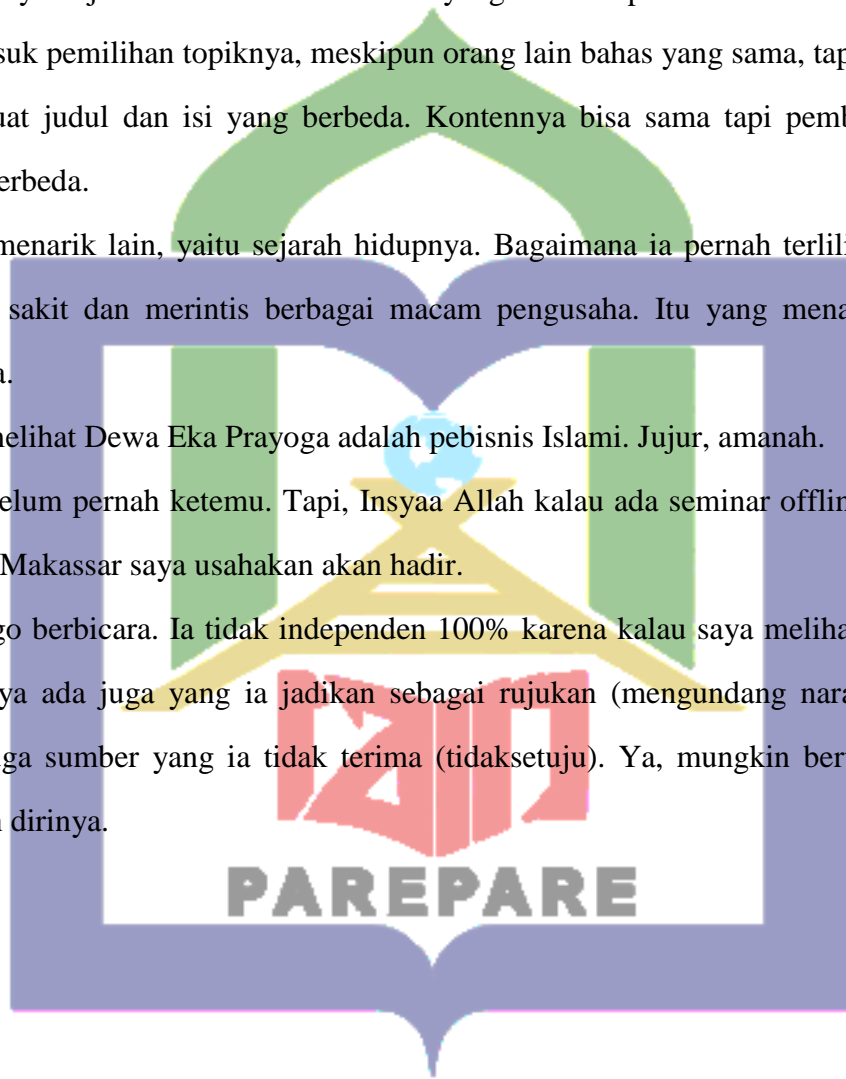 yang
suk pemilihan topiknya, meskipun orang lain bahas yang sama, tap
uat judul dan isi yang berbeda. Kontennya bisa sama tapi pemb
erbeda.
menarik lain, yaitu sejarah hidupnya. Bagaimana ia pernah terlili
sakit dan merintis berbagai macam pengusaha. Itu yang mena
a.
melihat Dewa Eka Prayoga adalah pebisnis Islami. Jujur, amanah.
elum pernah ketemu. Tapi, Insyaa Allah kalau ada seminar offlin
Makassar saya usahakan akan hadir.
go berbicara. Ia tidak independen 100% karena kalau saya meliha
ya ada juga yang ia jadikan sebagai rujukan (mengundang nara
ga sumber yang ia tidak terima (tidaksetuju). Ya, mungkin ber
n dirinya.
PAREPARE